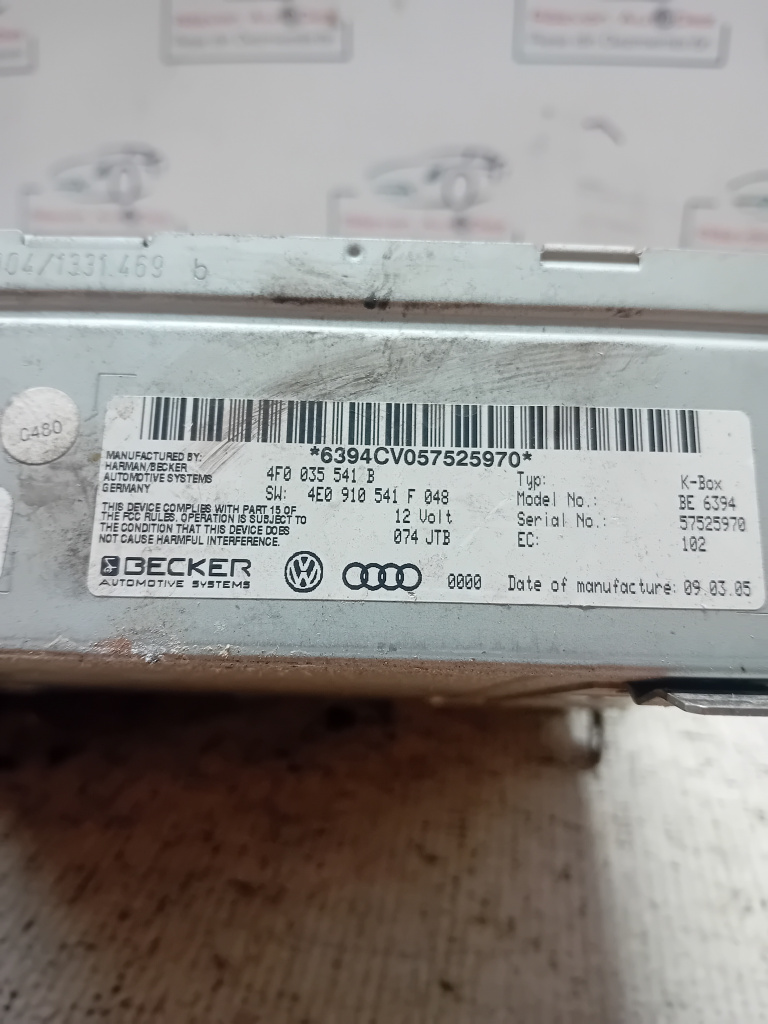 04/1331.469 b
C480
*6394CV057525970*
MANUFACTURED BY:
HARMAN/BECKER
AUTOMOTIVE SYSTEMS
GERMANY
4F0 035 541 B
SW: 4E0 910 541 F 048
THIS DEVICE COMPLIES WITH PART 15 OF
THE FCC RULES. OPERATION IS SUBJECT TO
THE CONDITION THAT THIS DEVICE DOES
NOT CAUSE HARMFUL INTERFERENCE.
12 Volt
074 JTB
Typ: K-Box
Model No.: BE 6394
Serial No.: 57525970
EC: 102
BECKER
AUTOMOTIVE SYSTEMS
VW
0000 Date of manufacture: 09.03.05